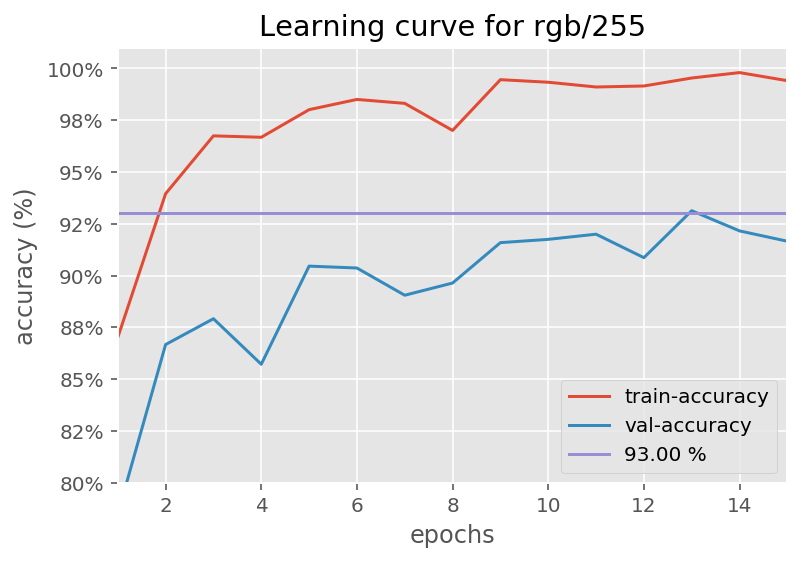 Learning curve for rgb/255
accuracy (%)
100%
98%
95%
92%
90%
88%
85%
82%
80%
train-accuracy
val-accuracy
93.00 %
2 4 6 8 10 12 14
epochs